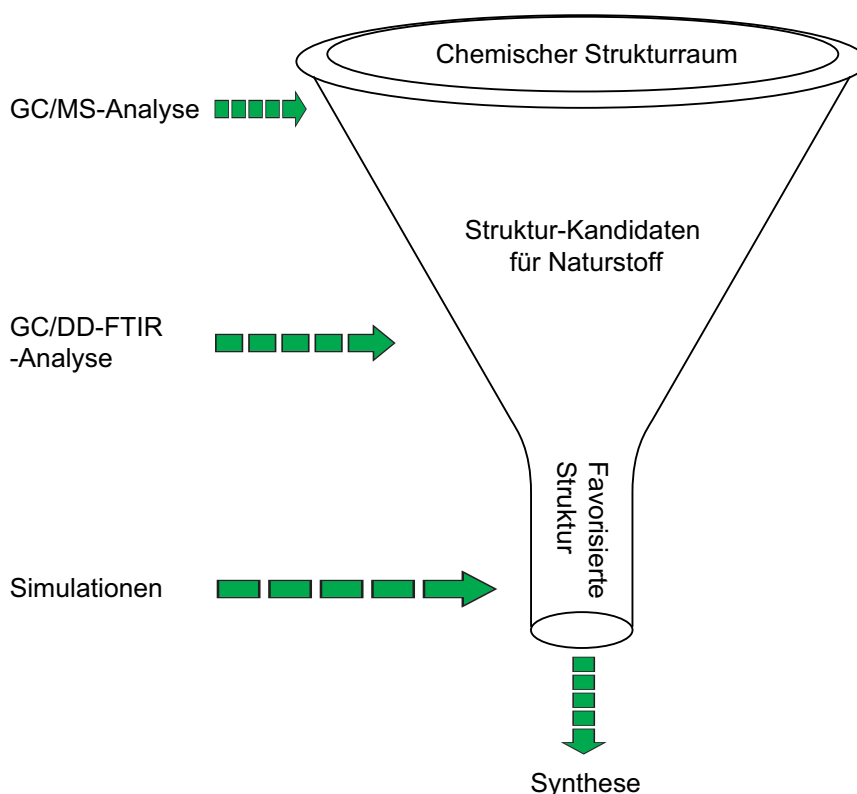 Chemischer Strukturraum
GC/MS-Analyse
Struktur-Kandidaten
für Naturstoff
GC/DD-FTIR
-Analyse
Favorisierte
Struktur
Simulationen
Synthese